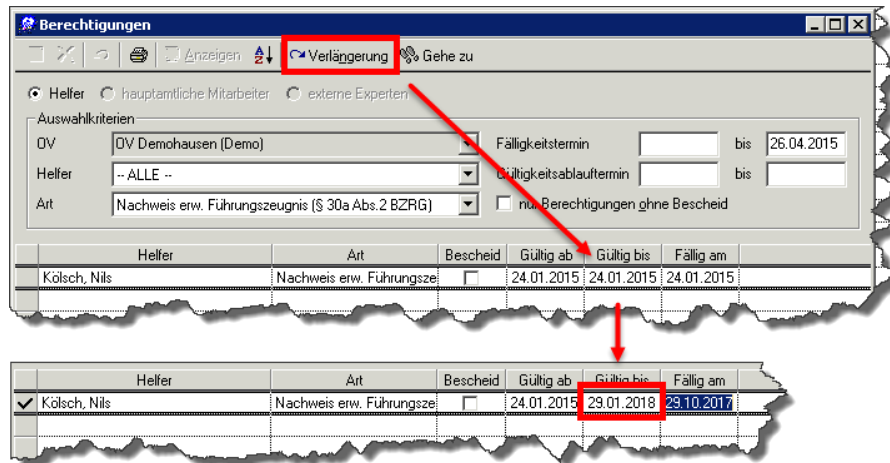 Berechtigungen
Anzeigen Verlängerung Gehe zu
Helfer hauptamtliche Mitarbeiter externe Experten
Auswahlkriterien
OV OV Demohausen (Demo) Fälligkeitstermin bis 26.04.2015
Helfer -- ALLE -- Gültigkeitsablauftermin bis
Art Nachweis erw. Führungszeugnis (§ 30a Abs.2 BZRG) nur Berechtigungen ohne Bescheid
Helfer Art Bescheid Gültig ab Gültig bis Fällig am
Kölsch, Nils Nachweis erw. Führungsze 24.01.2015 24.01.2015 24.01.2015
Helfer Art Bescheid Gültig ab Gültig bis Fällig am
Kölsch, Nils Nachweis erw. Führungsze 24.01.2015 29.01.2018 29.10.2017